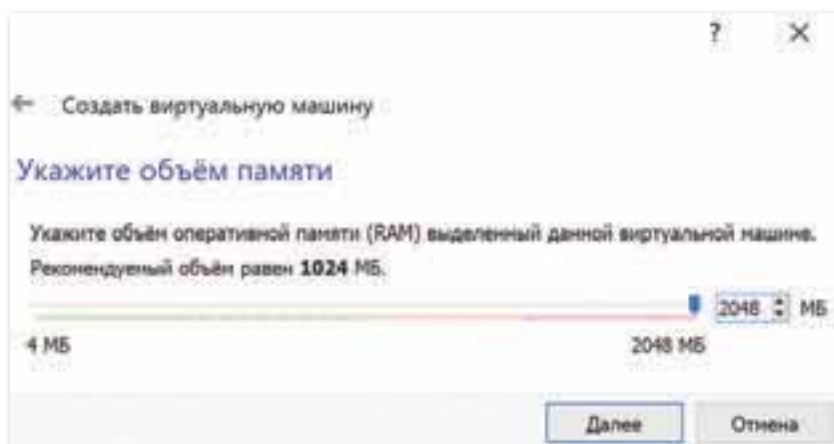 ?
← Создать виртуальную машину
Укажите объём памяти
Укажите объём оперативной памяти (RAM) выделенный данной виртуальной машине.
Рекомендуемый объём равен 1024 МБ.
2048 МБ
4 МБ 2048 МБ
Далее Отмена